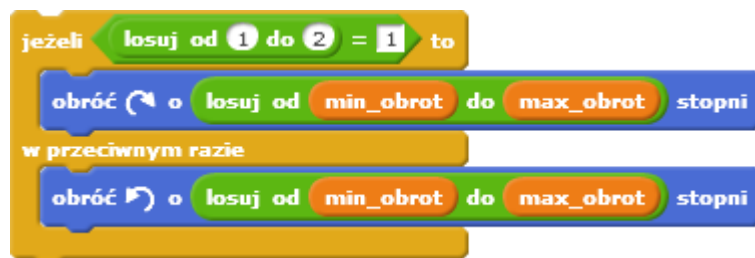 jeżeli losuj od 1 do 2 = 1 to
obróć o losuj od min_obrot do max_obrot stopni
w przeciwnym razie
obróć o losuj od min_obrot do max_obrot stopni